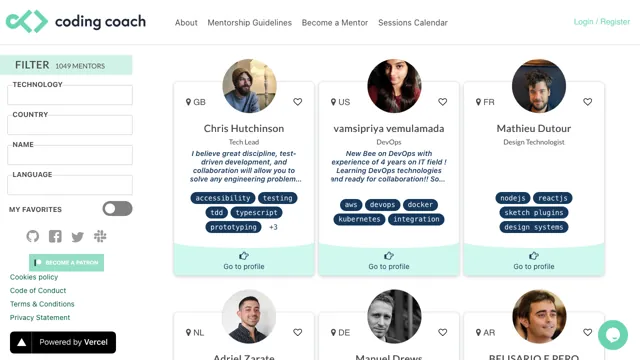 coding coach
About
Mentorship Guidelines
Become a Mentor
Sessions Calendar
Login / Register
FILTER
1049 MENTORS
TECHNOLOGY
COUNTRY
NAME
LANGUAGE
MY FAVORITES
BECOME A PATRON
Cookies policy
Code of Conduct
Terms & Conditions
Privacy Statement
Powered by Vercel
GB
Chris Hutchinson
Tech Lead
I believe great discipline, test-
driven development, and
collaboration will allow you to
solve any engineering problem...
accessibility
testing
tdd
typescript
prototyping
+3
Go to profile
US
vamsipriya vemulamada
DevOps
New Bee on DevOps with
experience of 4 years on IT field !
Learning DevOps technologies
and ready for collaboration!! So...
aws
devops
docker
kubernetes
integration
Go to profile
FR
Mathieu Dutour
Design Technologist
nodejs
reactjs
sketch plugins
design systems
Go to profile
NL
Adriel Zarate
DE
Manuel Drews
AR
BELISARIO E PERO